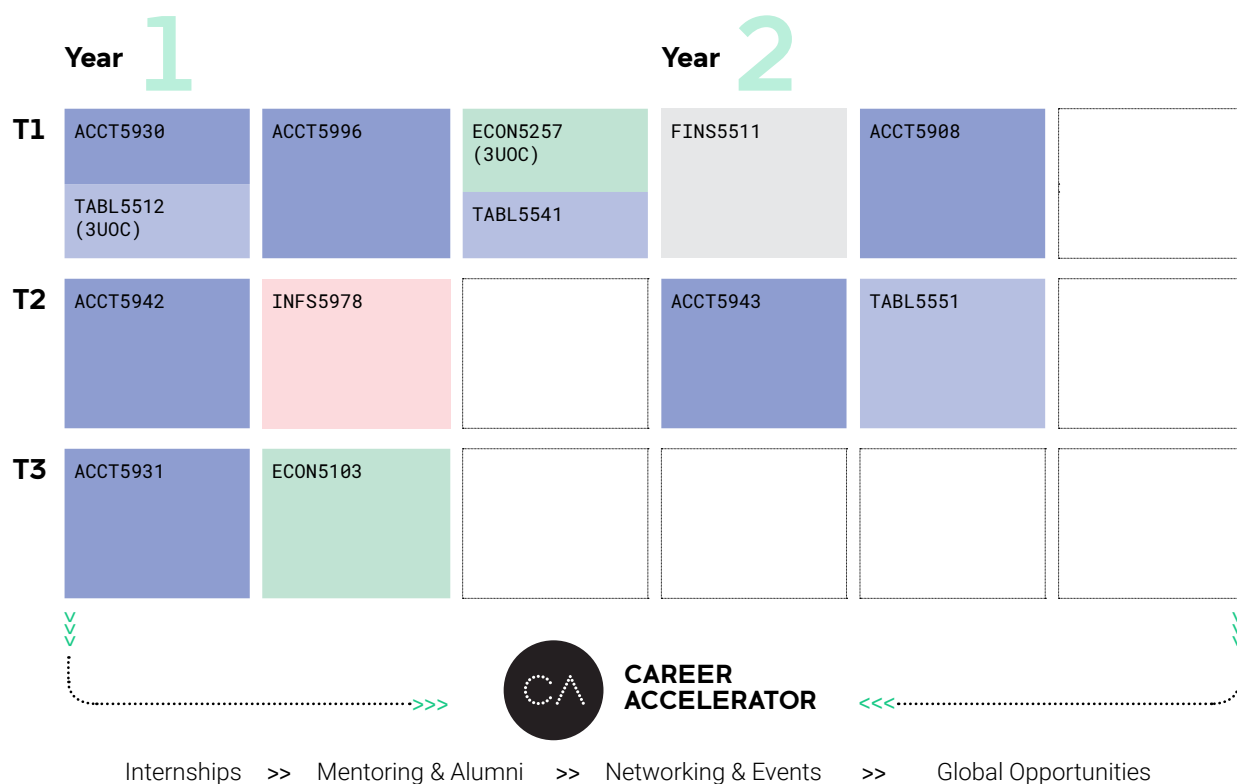 Year 1
Year 2
T1
ACCT5930
TABL5512
(3UOC)
ACCT5996
ECON5257
(3UOC)
TABL5541
FINS5511
ACCT5908
T2
ACCT5942
INFS5978
ACCT5943
TABL5551
T3
ACCT5931
ECON5103
>>>
CA
CAREER
ACCELERATOR
<<<
Internships >> Mentoring & Alumni >> Networking & Events >> Global Opportunities